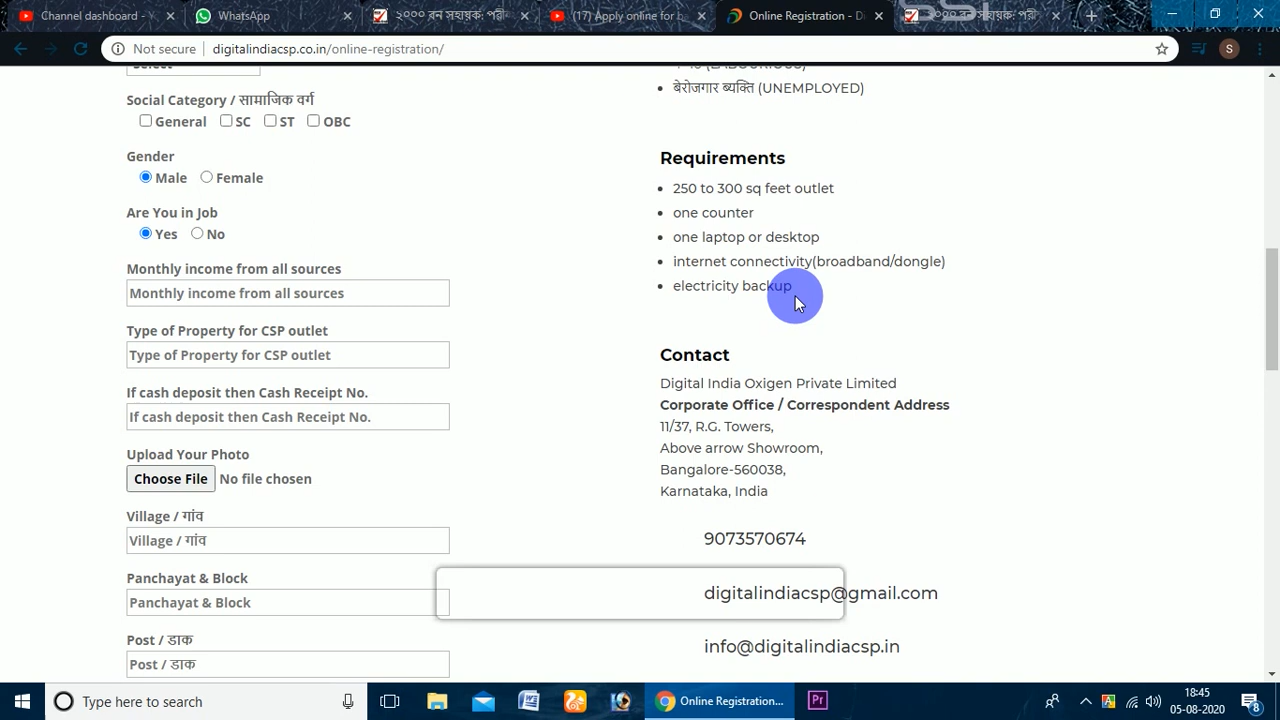 Channel dashboard - Y
WhatsApp
২০০০ বন সহায়ক: পরী
(17) Apply online for b
Online Registration - D
২০০০ বন সহায়ক: পরী
Not secure
digitalindiacsp.co.in/online-registration/
S
Select
Social Category / सामाजिक वर्ग
General SC ST OBC
Gender
Male Female
Are You in Job
Yes No
Monthly income from all sources
Monthly income from all sources
Type of Property for CSP outlet
Type of Property for CSP outlet
If cash deposit then Cash Receipt No.
If cash deposit then Cash Receipt No.
Upload Your Photo
Choose File No file chosen
Village / गांव
Village / गांव
Panchayat & Block
Panchayat & Block
Post / डाक
Post / डाक
(LABOURIOUS)
बेरोजगार ब्यक्ति (UNEMPLOYED)
Requirements
250 to 300 sq feet outlet
one counter
one laptop or desktop
internet connectivity(broadband/dongle)
electricity backup
Contact
Digital India Oxigen Private Limited
Corporate Office / Correspondent Address
11/37, R.G. Towers,
Above arrow Showroom,
Bangalore-560038,
Karnataka, India
9073570674
digitalindiacsp@gmail.com
info@digitalindiacsp.in
Type here to search
Online Registration...
Pr
18:45
05-08-2020
8